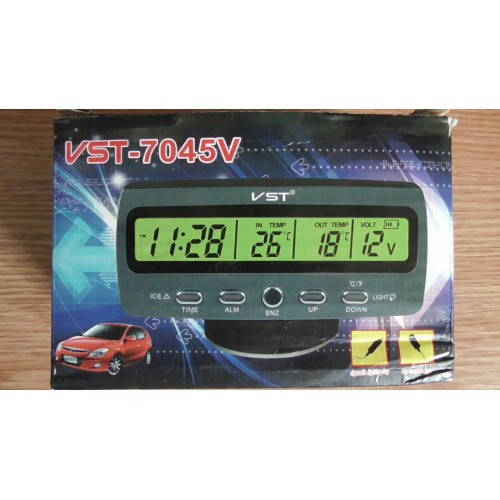 VST-7045V
VST®
IN TEMP OUT TEMP VOLT
PM 11:28 26°C 18°C 12V
°C/°F
ICE LIGHT
TIME ALM SNZ UP DOWN